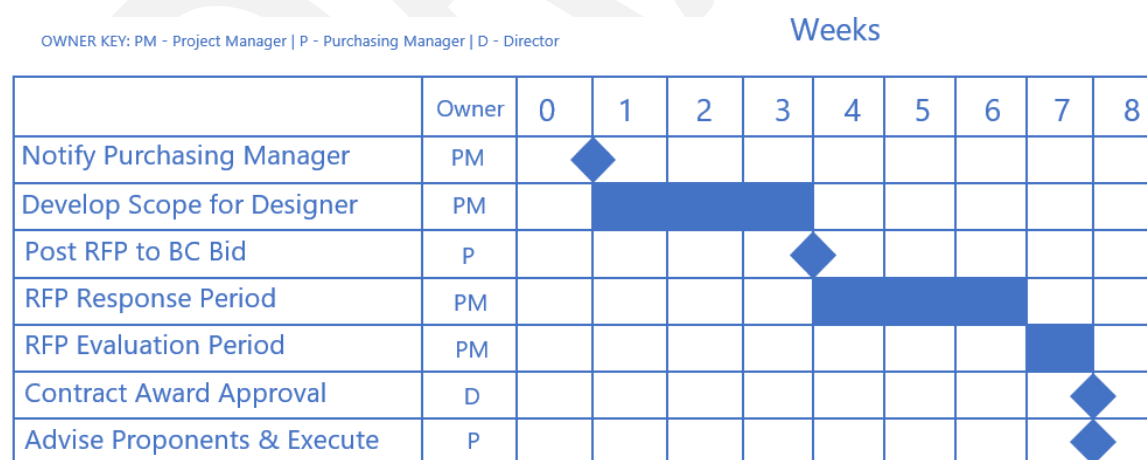 Weeks
OWNER KEY: PM - Project Manager | P - Purchasing Manager | D - Director
Owner 0 1 2 3 4 5 6 7 8
Notify Purchasing Manager PM
Develop Scope for Designer PM
Post RFP to BC Bid P
RFP Response Period PM
RFP Evaluation Period PM
Contract Award Approval D
Advise Proponents & Execute P